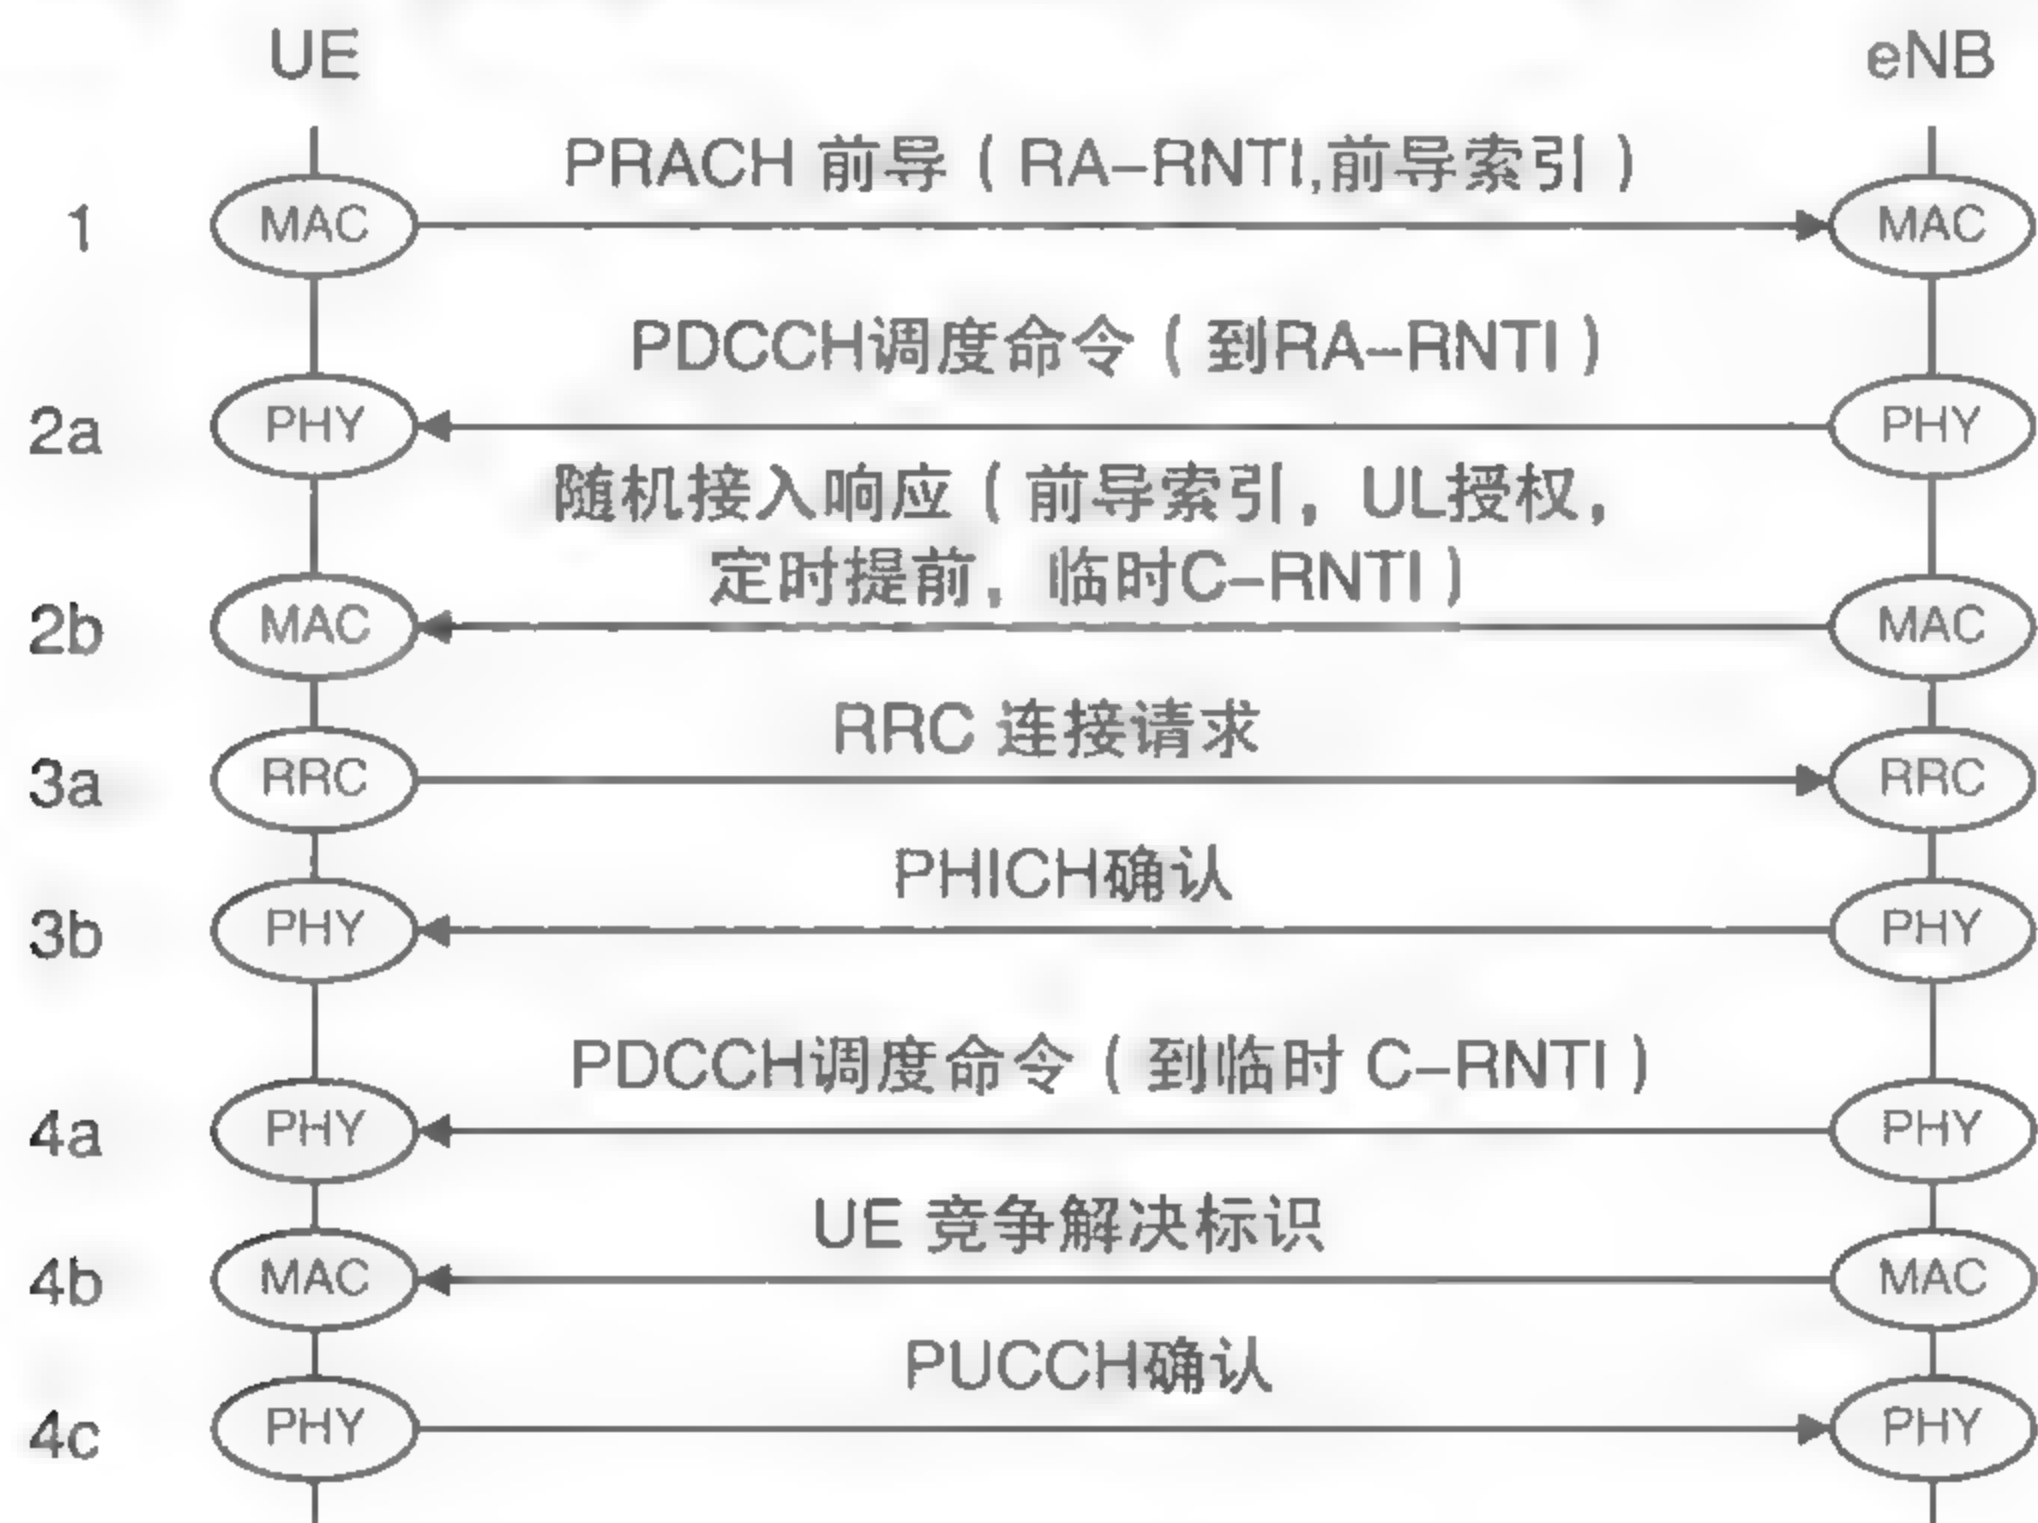 UE
eNB
PRACH 前导（RA-RNTI,前导索引）
1
MAC
MAC
PDCCH调度命令（到RA-RNTI）
2a
PHY
PHY
随机接入响应（前导索引，UL授权，
定时提前，临时C-RNTI）
2b
MAC
MAC
RRC 连接请求
3a
RRC
RRC
PHICH确认
3b
PHY
PHY
PDCCH调度命令（到临时 C-RNTI）
4a
PHY
PHY
UE 竞争解决标识
4b
MAC
MAC
PUCCH确认
4c
PHY
PHY